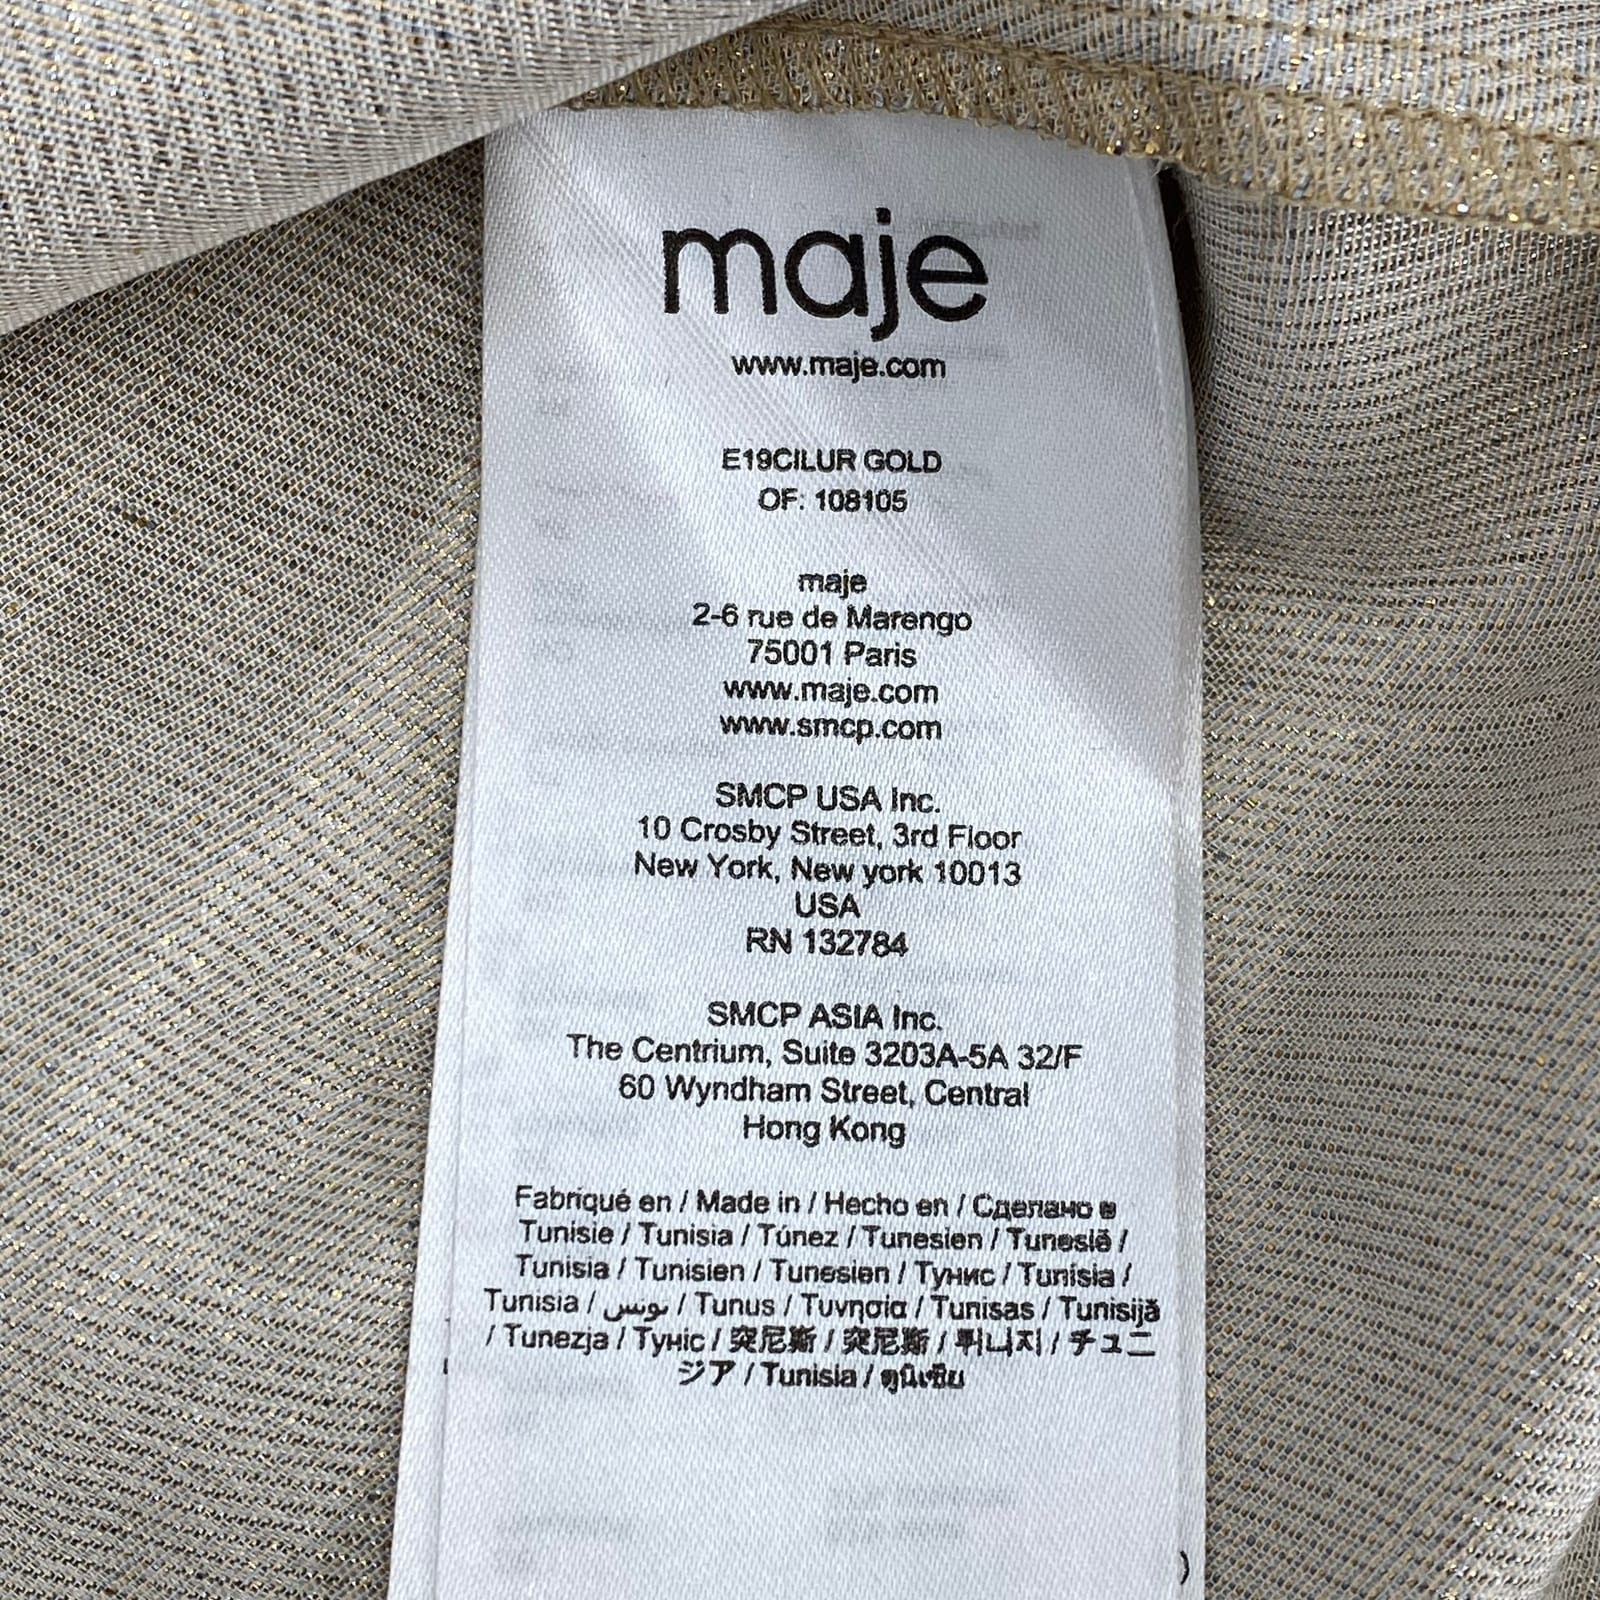 maje
www.maje.com
E19CILUR GOLD
OF: 108105
maje
2-6 rue de Marengo
75001 Paris
www.maje.com
www.smcp.com
SMCP USA Inc.
10 Crosby Street, 3rd Floor
New York, New york 10013
USA
RN 132784
SMCP ASIA Inc.
The Centrium, Suite 3203A-5A 32/F
60 Wyndham Street, Central
Hong Kong
Fabriqué en / Made in / Hecho en / Сделано в
Tunisie / Tunisia / Túnez / Tunesien / Tunesië /
Tunisia / Tunisien / Tunesien / Тунис / Tunísia /
Tunisia / تونس / Tunus / Τυνησία / Tunisas / Tunisijā
/ Tunezja / Туніс / 突尼斯 / 突尼斯 / 튀니지 / チュニ
ジア / Tunisia / ตูนิเซีย